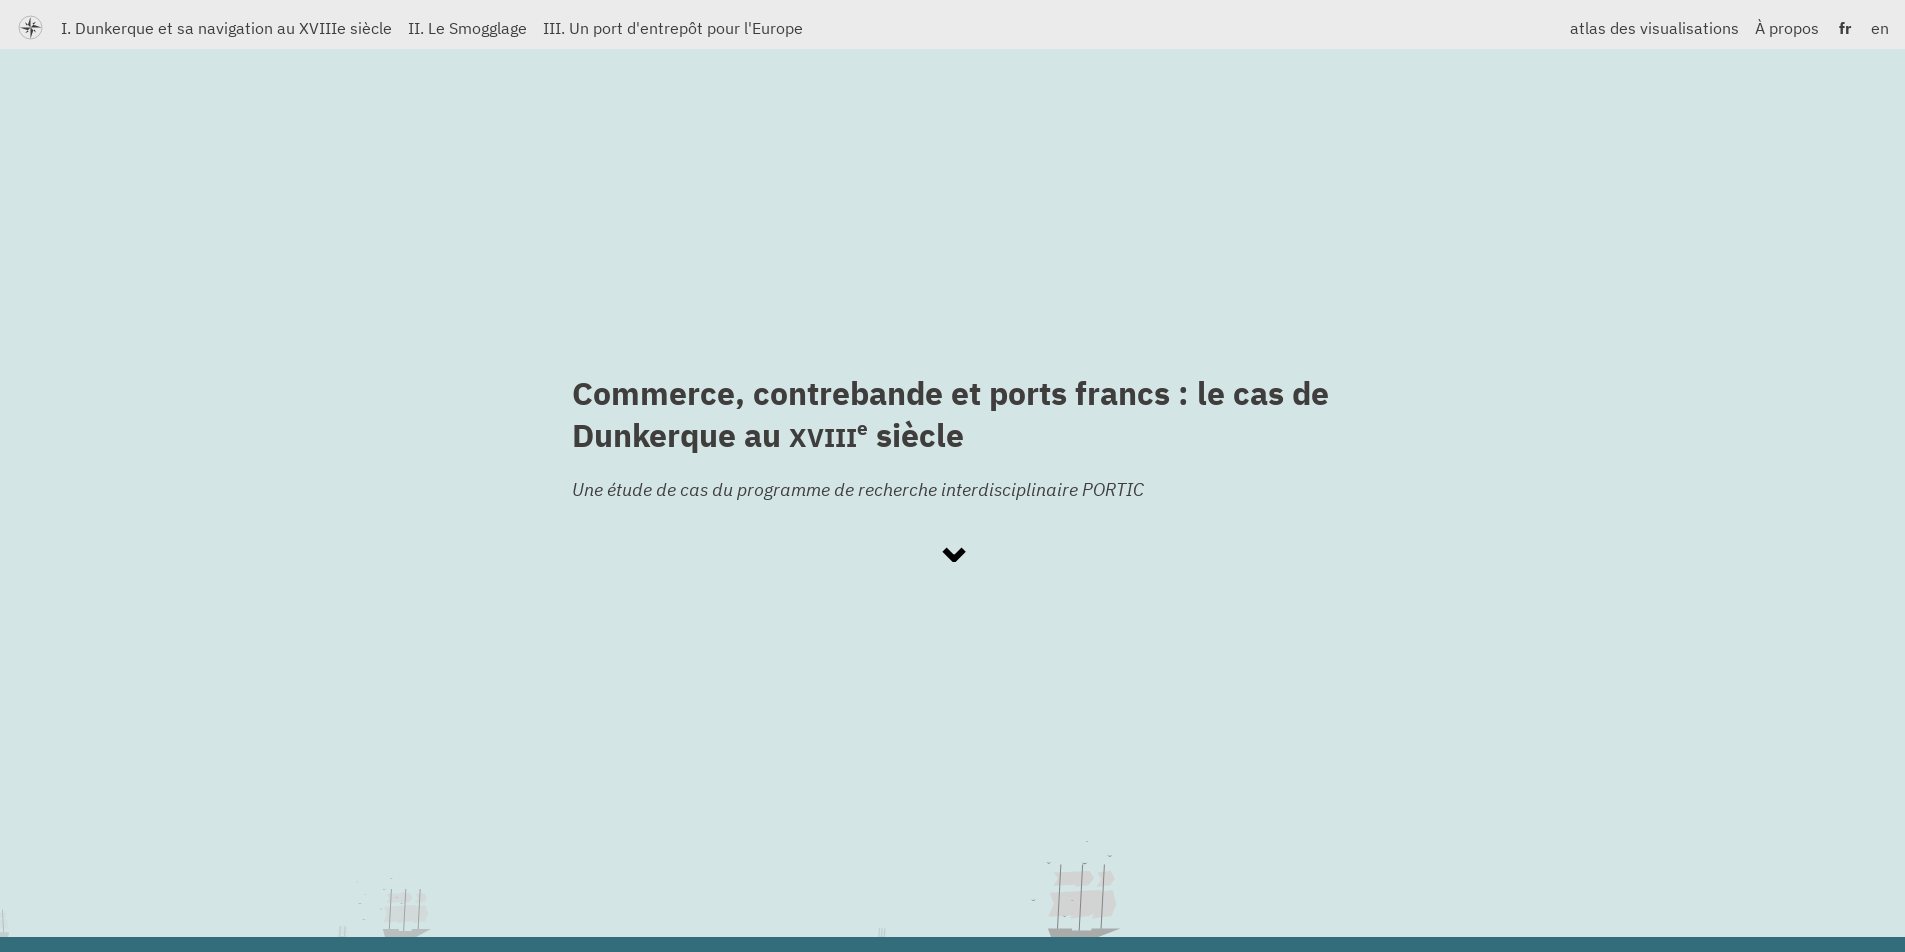 I. Dunkerque et sa navigation au XVIIIe siècle II. Le Smogglage III. Un port d'entrepôt pour l'Europe atlas des visualisations À propos fr en
Commerce, contrebande et ports francs : le cas de
Dunkerque au XVIIIe siècle
Une étude de cas du programme de recherche interdisciplinaire PORTIC